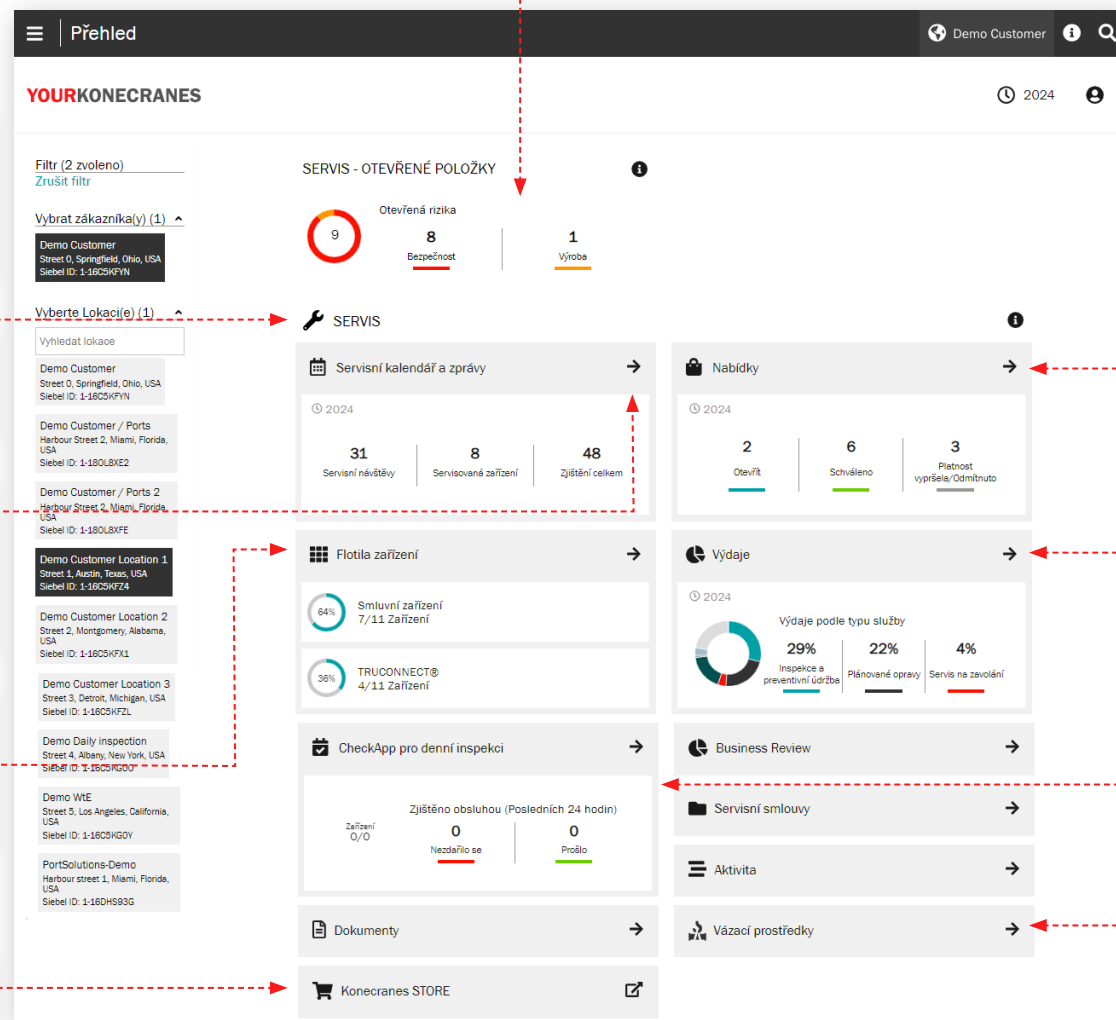 Přehled
Demo Customer
YOURKONECRANES
2024
Filtr (2 zvoleno)
Zrušit filtr
Vybrat zákazníka(y) (1)
Demo Customer
Street 0, Springfield, Ohio, USA
Siebel ID: 1-16C5KFYN
Vyberte Lokaci(e) (1)
Vyhledat lokace
Demo Customer
Street 0, Springfield, Ohio, USA
Siebel ID: 1-16C5KFYN
Demo Customer / Ports
Harbour Street 2, Miami, Florida,
USA
Siebel ID: 1-18OL8XE2
Demo Customer / Ports 2
Harbour Street 2, Miami, Florida,
USA
Siebel ID: 1-18OL8XFE
Demo Customer Location 1
Street 1, Austin, Texas, USA
Siebel ID: 1-16C5KFZ4
Demo Customer Location 2
Street 2, Montgomery, Alabama,
USA
Siebel ID: 1-16C5KFX1
Demo Customer Location 3
Street 3, Detroit, Michigan, USA
Siebel ID: 1-16C5KFZL
Demo Daily inspection
Street 4, Albany, New York, USA
Siebel ID: 1-16C5KGOU
Demo WtE
Street 5, Los Angeles, California,
USA
Siebel ID: 1-16C5KG0Y
PortSolutions-Demo
Harbour street 1, Miami, Florida,
USA
Siebel ID: 1-16DHS93G
SERVIS - OTEVŘENÉ POLOŽKY
9
Otevřená rizika
8
Bezpečnost
1
Výroba
SERVIS
Servisní kalendář a zprávy
2024
31
Servisní návštěvy
8
Servisovaná zařízení
48
Zjištění celkem
Nabídky
2024
2
Otevřít
6
Schváleno
3
Platnost
vypršela/Odmítnuto
Flotila zařízení
64%
Smluvní zařízení
7/11 Zařízení
36%
TRUCONNECT®
4/11 Zařízení
Výdaje
2024
Výdaje podle typu služby
29%
Inspekce a
preventivní údržba
22%
Plánované opravy
4%
Servis na zavolání
CheckApp pro denní inspekci
Zjištěno obsluhou (Posledních 24 hodin)
Zařízení
0/0
0
Nezdařilo se
0
Prošlo
Business Review
Servisní smlouvy
Aktivita
Dokumenty
Vázací prostředky
Konecranes STORE